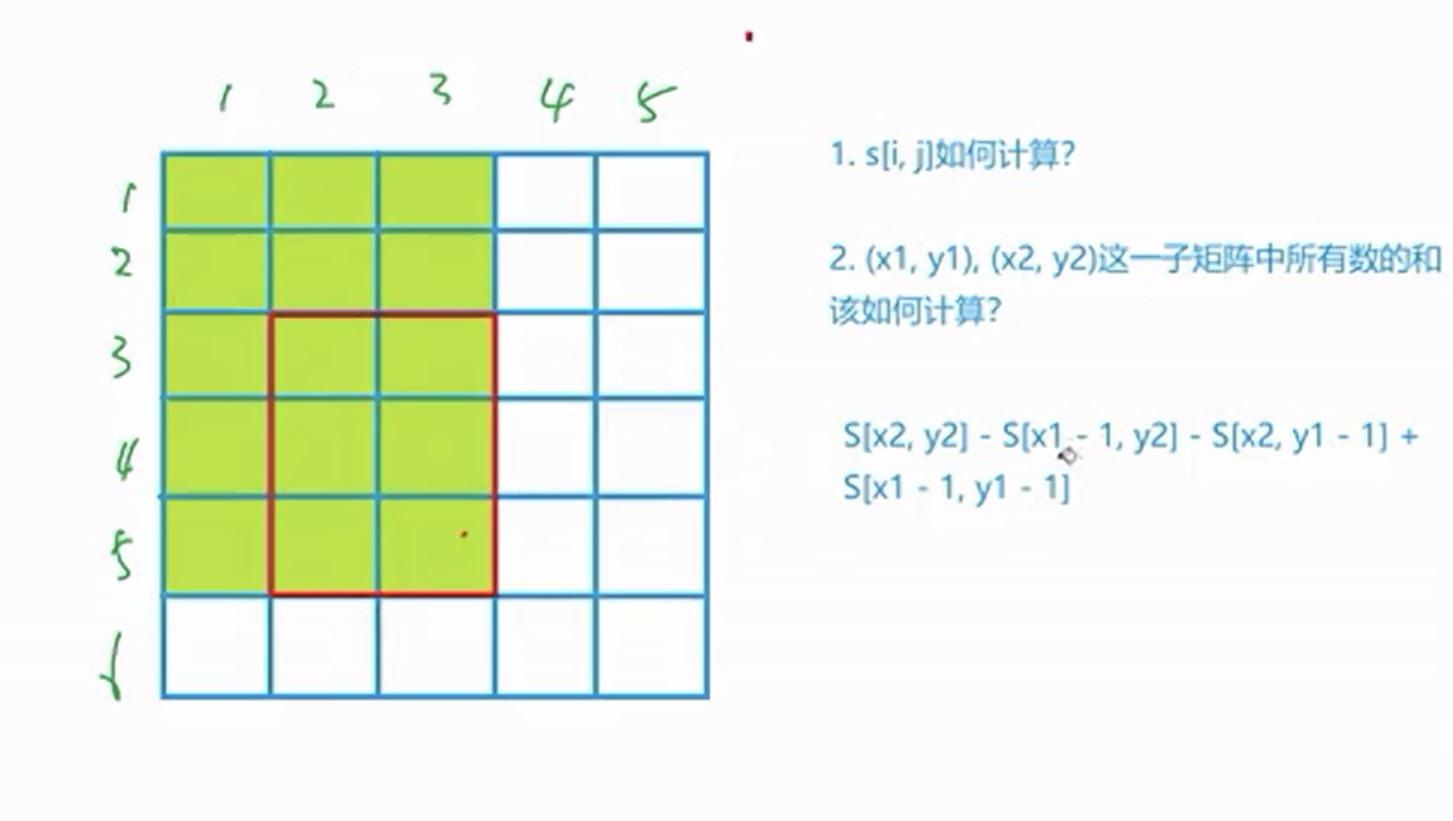 1 2 3 4 5
1
2
3
4
5
1. s[i, j]如何计算?
2. (x1, y1), (x2, y2)这一子矩阵中所有数的和
该如何计算?
S[x2, y2] - S[x1 - 1, y2] - S[x2, y1 - 1] +
S[x1 - 1, y1 - 1]